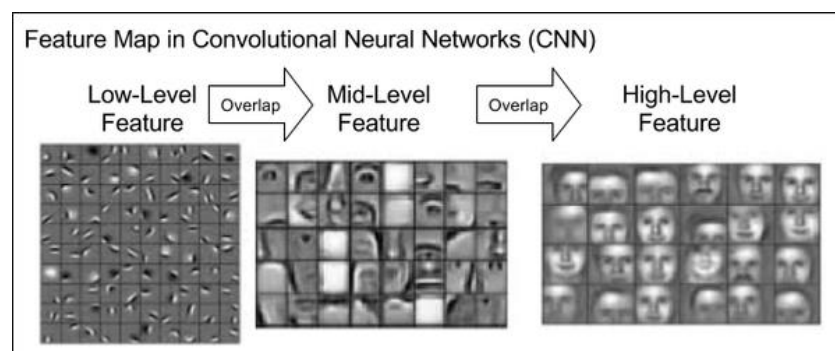 Feature Map in Convolutional Neural Networks (CNN)
Low-Level
Feature
Overlap
Mid-Level
Feature
Overlap
High-Level
Feature